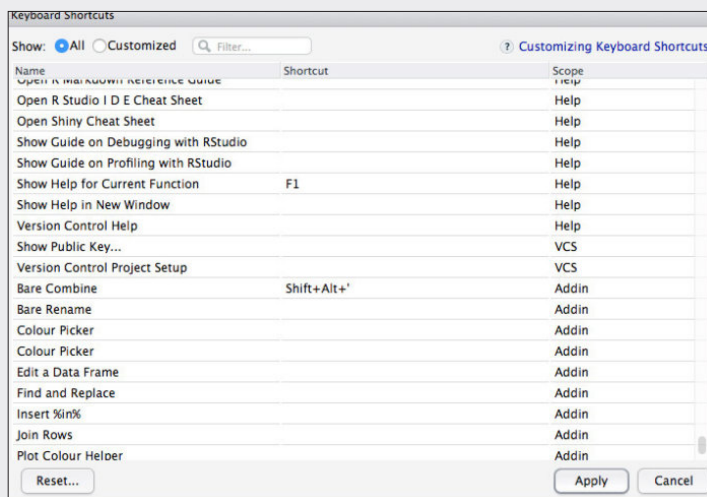 Keyboard Shortcuts
Show: All Customized Filter... ? Customizing Keyboard Shortcuts
Name Shortcut Scope
Open R Markdown Reference Guide Help
Open R Studio I D E Cheat Sheet Help
Open Shiny Cheat Sheet Help
Show Guide on Debugging with RStudio Help
Show Guide on Profiling with RStudio Help
Show Help for Current Function F1 Help
Show Help in New Window Help
Version Control Help Help
Show Public Key... VCS
Version Control Project Setup VCS
Bare Combine Shift+Alt+' Addin
Bare Rename Addin
Colour Picker Addin
Colour Picker Addin
Edit a Data Frame Addin
Find and Replace Addin
Insert %in% Addin
Join Rows Addin
Plot Colour Helper Addin
Reset... Apply Cancel